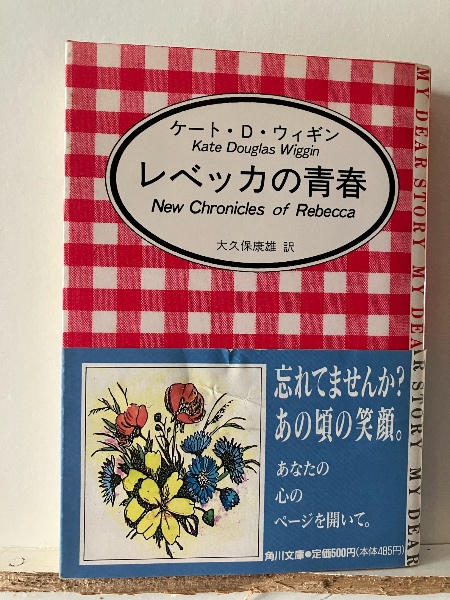 ケート・D・ウィギン
Kate Douglas Wiggin
レベッカの青春
New Chronicles of Rebecca
大久保康雄 訳
MY DEAR STORY MY DEAR STORY MY DEAR
忘れてませんか?
あの頃の笑顔。
あなたの
心の
ページを開いて。
角川文庫●定価500円(本体485円)